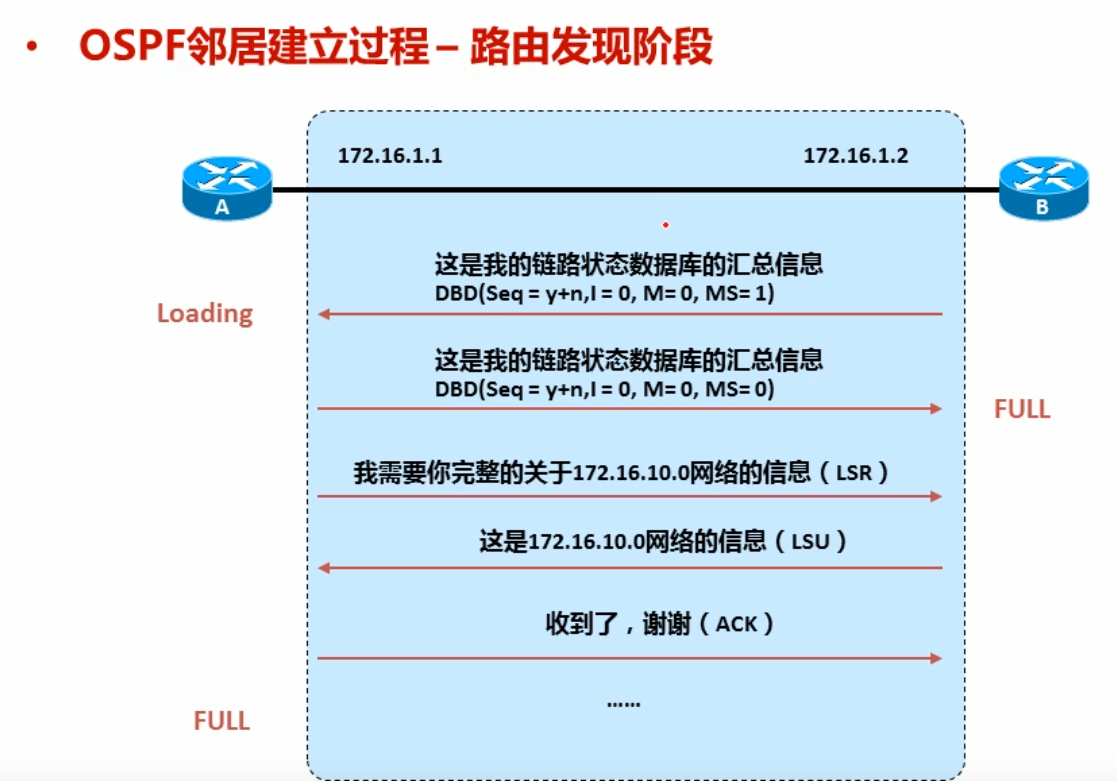 • OSPF邻居建立过程 – 路由发现阶段
172.16.1.1
172.16.1.2
A
B
这是我的链路状态数据库的汇总信息
DBD(Seq = y+n,I = 0, M= 0, MS= 1)
Loading
这是我的链路状态数据库的汇总信息
DBD(Seq = y+n,I = 0, M= 0, MS= 0)
FULL
我需要你完整的关于172.16.10.0网络的信息（LSR）
这是172.16.10.0网络的信息（LSU）
收到了，谢谢（ACK）
……
FULL